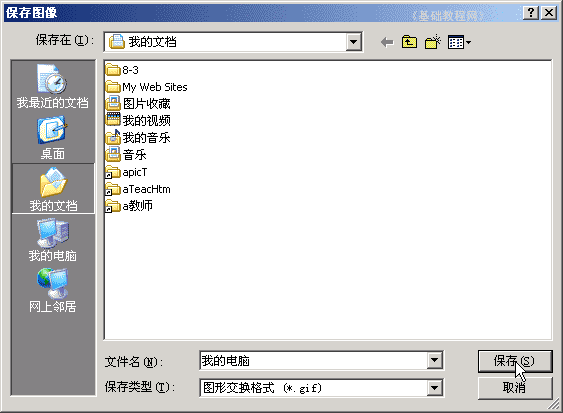 保存图像
《基础教程网》
保存在(I):
我的文档
我最近的文档
桌面
我的文档
我的电脑
网上邻居
8-3
My Web Sites
图片收藏
我的视频
我的音乐
音乐
apicT
aTeacHtm
a教师
文件名(N):
我的电脑
保存(S)
保存类型(T):
图形交换格式 (*.gif)
取消